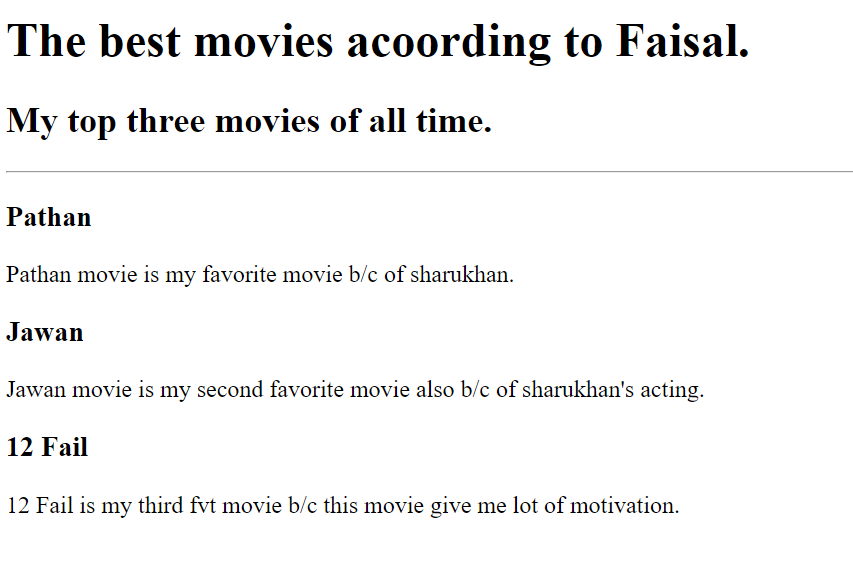 The best movies acoording to Faisal.
My top three movies of all time.
Pathan
Pathan movie is my favorite movie b/c of sharukhan.
Jawan
Jawan movie is my second favorite movie also b/c of sharukhan's acting.
12 Fail
12 Fail is my third fvt movie b/c this movie give me lot of motivation.